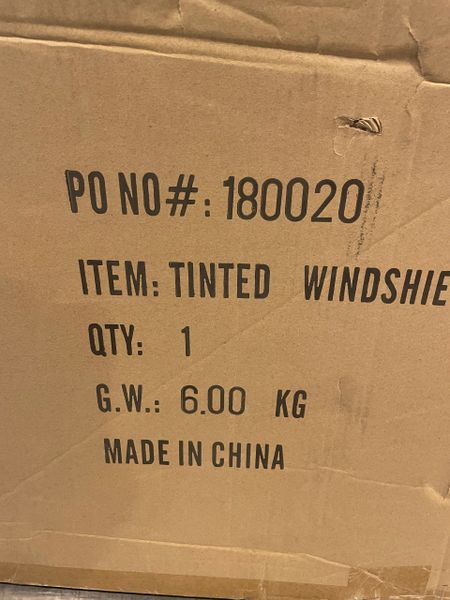 PO NO#: 180020
ITEM: TINTED WINDSHIE
QTY: 1
G.W.: 6.00 KG
MADE IN CHINA